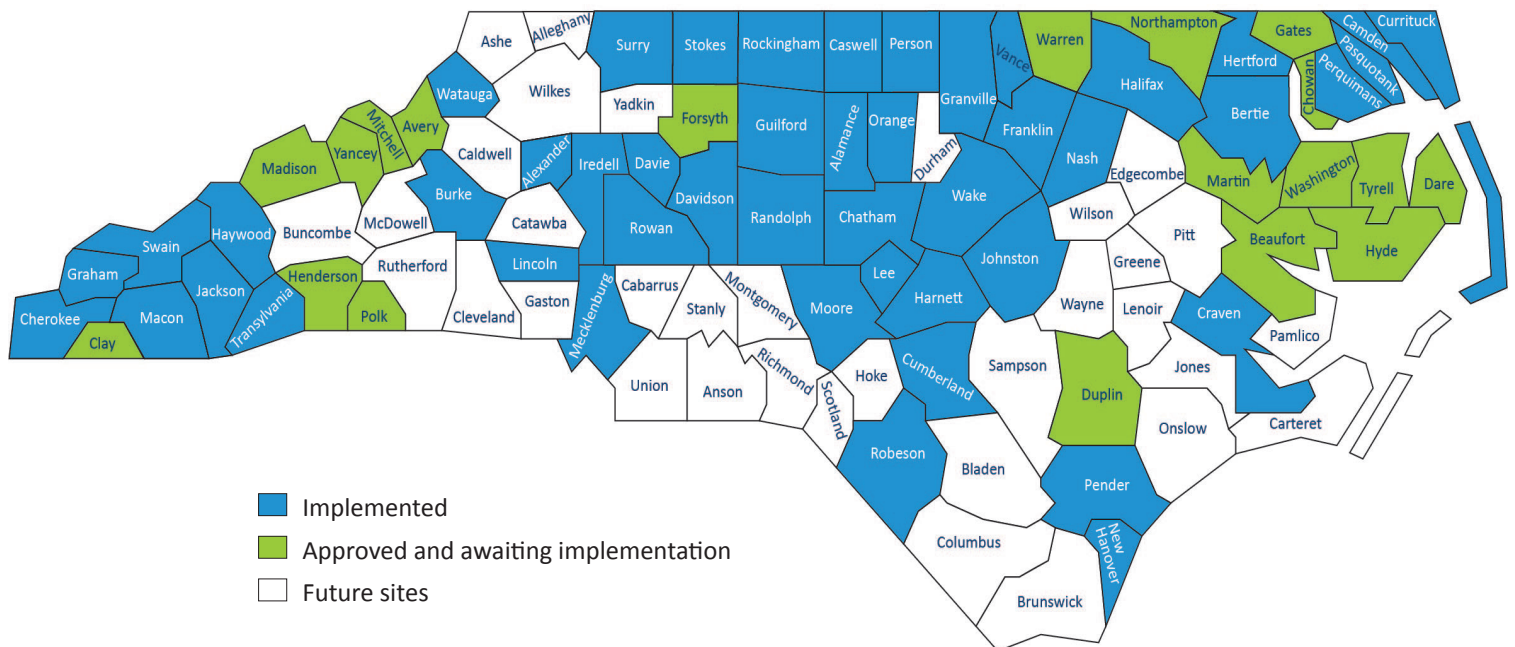 Ashe
Alleghany
Surry
Stokes
Rockingham
Caswell
Person
Granville
Vance
Warren
Northampton
Halifax
Hertford
Gates
Camden
Currituck
Pasquotank
Perquimans
Chowan
Bertie
Watauga
Wilkes
Yadkin
Forsyth
Guilford
Alamance
Orange
Durham
Franklin
Nash
Edgecombe
Martin
Washington
Tyrell
Dare
Madison
Yancey
Mitchell
Avery
Caldwell
Alexander
Iredell
Davie
Davidson
Randolph
Chatham
Wake
Wilson
Pitt
Beaufort
Hyde
Burke
McDowell
Buncombe
Haywood
Swain
Graham
Cherokee
Clay
Macon
Jackson
Transylvania
Henderson
Polk
Rutherford
Cleveland
Catawba
Lincoln
Gaston
Rowan
Mecklenburg
Cabarrus
Stanly
Montgomery
Moore
Lee
Harnett
Johnston
Wayne
Greene
Lenoir
Craven
Pamlico
Union
Anson
Richmond
Scotland
Hoke
Cumberland
Sampson
Duplin
Jones
Onslow
Carteret
Robeson
Bladen
Pender
New
Hanover
Columbus
Brunswick
Implemented
Approved and awaiting implementation
Future sites